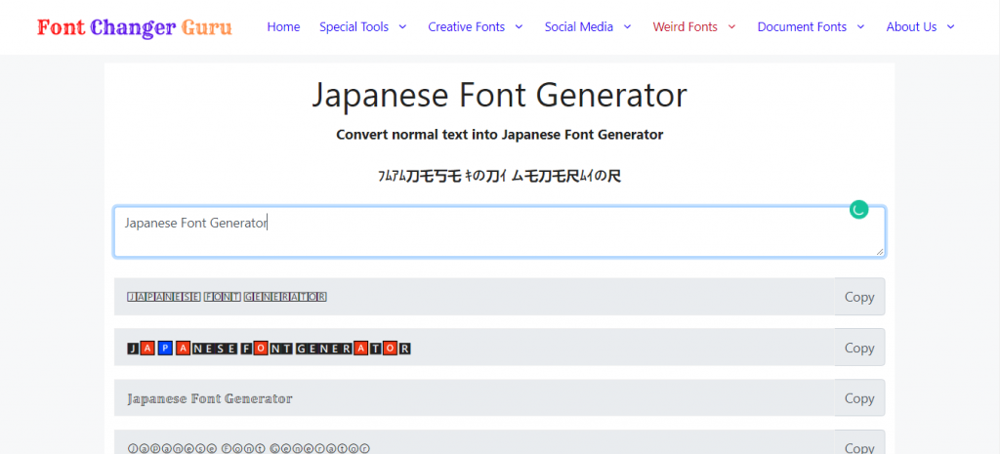 Font Changer Guru Home Special Tools Creative Fonts Social Media Weird Fonts Document Fonts About Us
Japanese Font Generator
Convert normal text into Japanese Font Generator
ﾌﾑｱﾑ刀乇丂乇 ｷの刀ｲ ム乇刀乇尺ﾑイの尺
Japanese Font Generator
🄹🄰🄿🄰🄽🄴🅂🄴 🄵🄾🄽🅃 🄶🄴🄽🄴🅁🄰🅃🄾🅁 Copy
🅹🅰🅿🅰🅽🅴🆂🅴 🅵🅾🅽🆃 🅶🅴🅽🅴🆁🅰🆃🅾🆁 Copy
𝕁𝕒𝕡𝕒𝕟𝕖𝕤𝕖 𝔽𝕠𝕟𝕥 𝔾𝕖𝕟𝕖𝕣𝕒𝕥𝕠𝕣 Copy
Ⓙⓐⓟⓐⓝⓔⓢⓔ Ⓕⓞⓝⓣ Ⓖⓔⓝⓔⓡⓐⓣⓞⓡ Copy